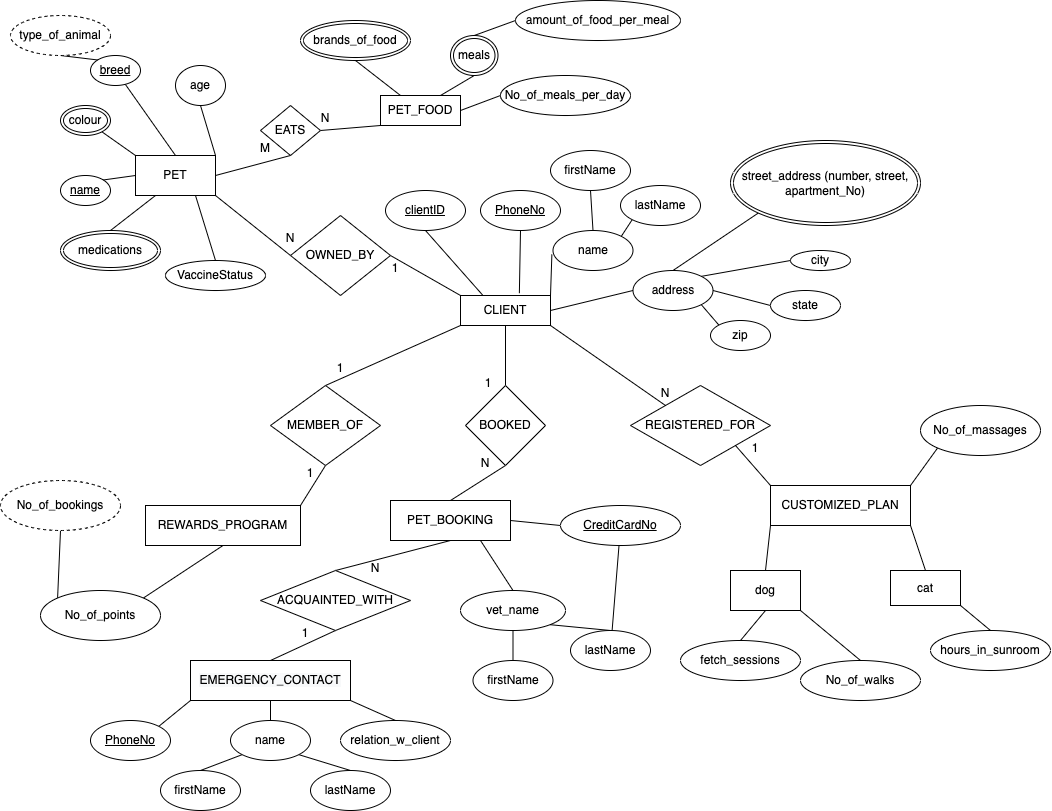 type_of_animal
breed
age
colour
PET
name
medications
VaccineStatus
brands_of_food
meals
amount_of_food_per_meal
No_of_meals_per_day
PET_FOOD
EATS
N
M
N
OWNED_BY
1
clientID
PhoneNo
firstName
lastName
name
street_address (number, street,
apartment_No)
address
city
state
zip
CLIENT
1
MEMBER_OF
1
1
BOOKED
N
N
REGISTERED_FOR
1
No_of_massages
No_of_bookings
REWARDS_PROGRAM
No_of_points
PET_BOOKING
CreditCardNo
CUSTOMIZED_PLAN
N
ACQUAINTED_WITH
1
vet_name
lastName
firstName
dog
cat
fetch_sessions
No_of_walks
hours_in_sunroom
EMERGENCY_CONTACT
PhoneNo
name
relation_w_client
firstName
lastName